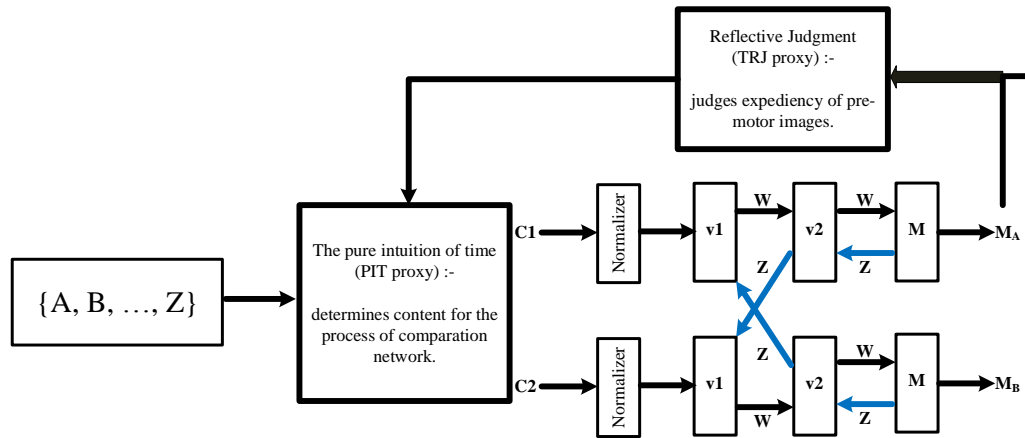 Reflective Judgment
(TRJ proxy) :-
judges expediency of pre-
motor images.
{A, B, …, Z}
The pure intuition of time
(PIT proxy) :-
determines content for the
process of comparation
network.
C1
Normalizer
v1
W
v2
W
M
M_A
Z
Z
C2
Normalizer
v1
Z
W
v2
W
Z
M
M_B